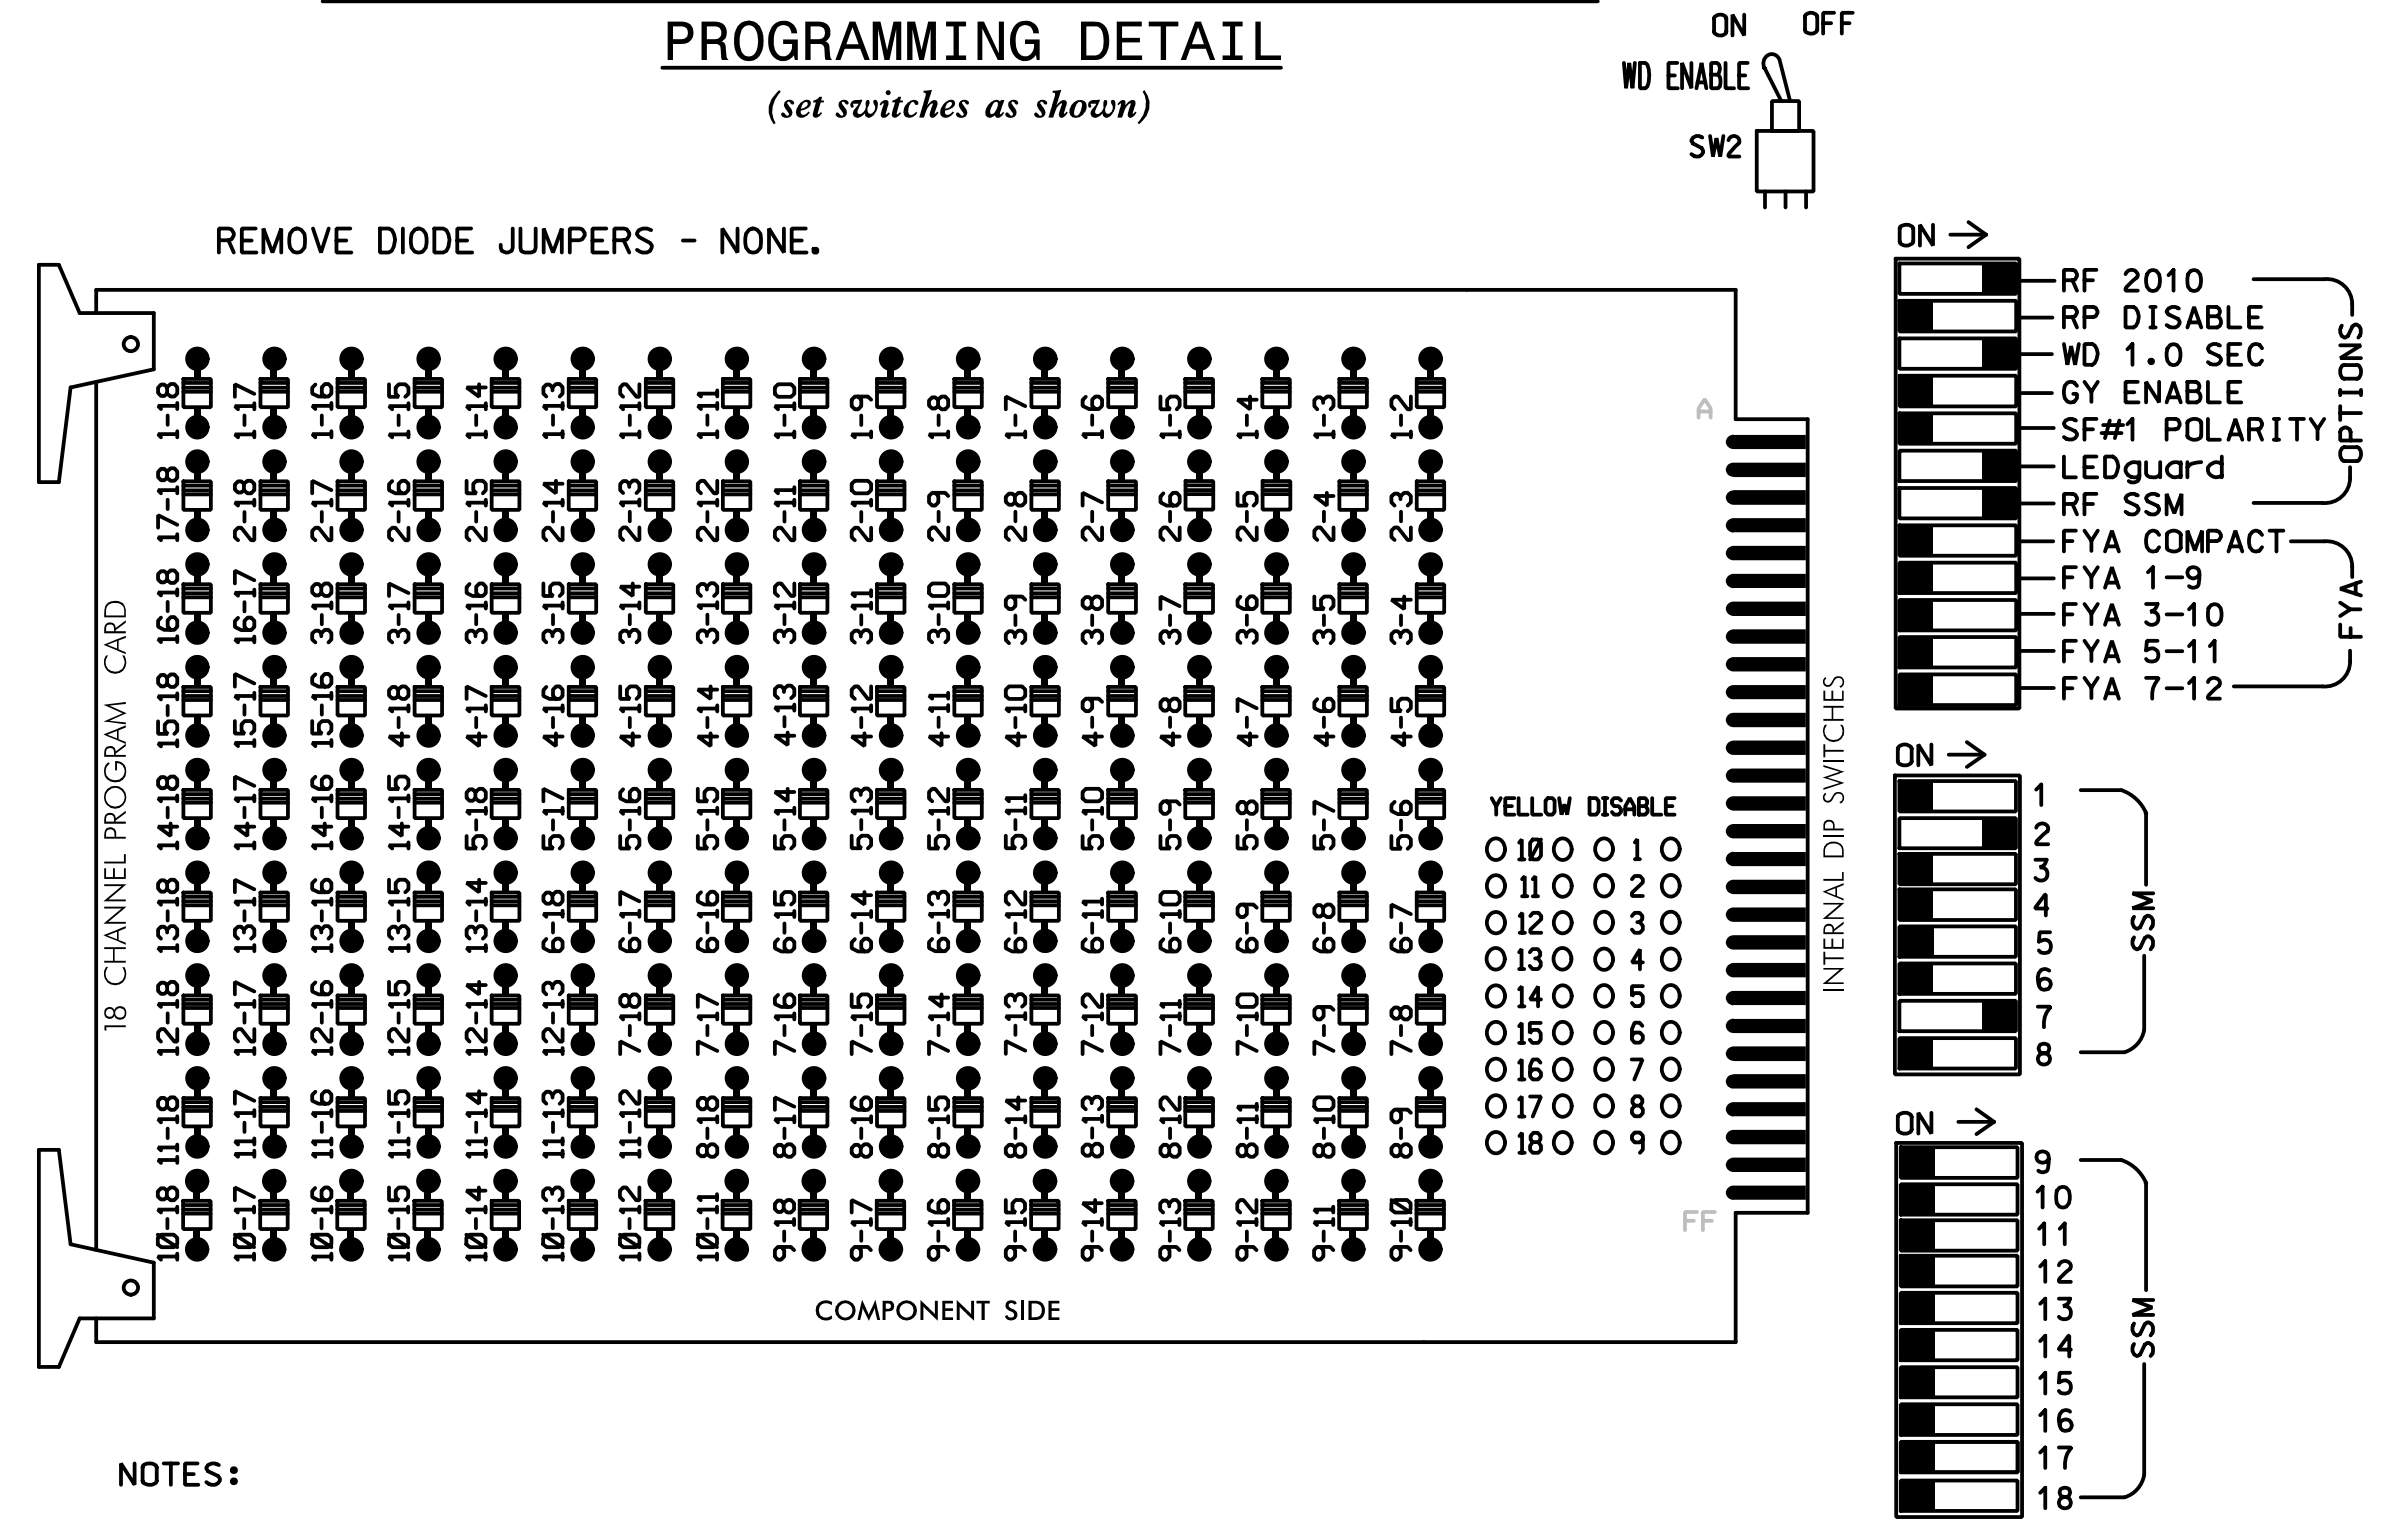 PROGRAMMING DETAIL
(set switches as shown)
ON OFF
WD ENABLE
SW2
REMOVE DIODE JUMPERS - NONE.
18 CHANNEL PROGRAM CARD
1-18 1-17 1-16 1-15 1-14 1-13 1-12 1-11 1-10 1-9 1-8 1-7 1-6 1-5 1-4 1-3 1-2
17-18 2-18 2-17 2-16 2-15 2-14 2-13 2-12 2-11 2-10 2-9 2-8 2-7 2-6 2-5 2-4 2-3
16-18 16-17 3-18 3-17 3-16 3-15 3-14 3-13 3-12 3-11 3-10 3-9 3-8 3-7 3-6 3-5 3-4
15-18 15-17 15-16 4-18 4-17 4-16 4-15 4-14 4-13 4-12 4-11 4-10 4-9 4-8 4-7 4-6 4-5
14-18 14-17 14-16 14-15 5-18 5-17 5-16 5-15 5-14 5-13 5-12 5-11 5-10 5-9 5-8 5-7 5-6
13-18 13-17 13-16 13-15 13-14 6-18 6-17 6-16 6-15 6-14 6-13 6-12 6-11 6-10 6-9 6-8 6-7
12-18 12-17 12-16 12-15 12-14 12-13 7-18 7-17 7-16 7-15 7-14 7-13 7-12 7-11 7-10 7-9 7-8
11-18 11-17 11-16 11-15 11-14 11-13 11-12 8-18 8-17 8-16 8-15 8-14 8-13 8-12 8-11 8-10 8-9
10-18 10-17 10-16 10-15 10-14 10-13 10-12 10-11 9-18 9-17 9-16 9-15 9-14 9-13 9-12 9-11 9-10
COMPONENT SIDE
A
YELLOW DISABLE
10 1
11 2
12 3
13 4
14 5
15 6
16 7
17 8
18 9
FF
INTERNAL DIP SWITCHES
ON
RF 2010
RP DISABLE
WD 1.0 SEC
GY ENABLE
SF#1 POLARITY
LEDguard
RF SSM
OPTIONS
FYA COMPACT
FYA 1-9
FYA 3-10
FYA 5-11
FYA 7-12
FYA
ON
1
2
3
4
5
6
7
8
SSM
ON
9
10
11
12
13
14
15
16
17
18
SSM
NOTES: